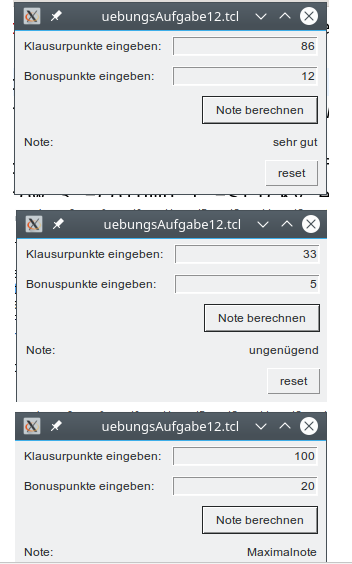 uebungsAufgabe12.tcl
Klausurpunkte eingeben: 86
Bonuspunkte eingeben: 12
Note berechnen
Note: sehr gut
reset
uebungsAufgabe12.tcl
Klausurpunkte eingeben: 33
Bonuspunkte eingeben: 5
Note berechnen
Note: ungenügend
reset
uebungsAufgabe12.tcl
Klausurpunkte eingeben: 100
Bonuspunkte eingeben: 20
Note berechnen
Note: Maximalnote